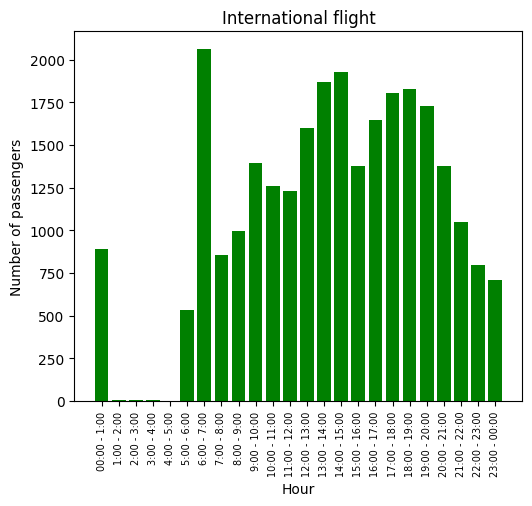 International flight
Number of passengers
2000
1750
1500
1250
1000
750
500
250
0
00:00 - 1:00
1:00 - 2:00
2:00 - 3:00
3:00 - 4:00
4:00 - 5:00
5:00 - 6:00
6:00 - 7:00
7:00 - 8:00
8:00 - 9:00
9:00 - 10:00
10:00 - 11:00
11:00 - 12:00
12:00 - 13:00
13:00 - 14:00
14:00 - 15:00
15:00 - 16:00
16:00 - 17:00
17:00 - 18:00
18:00 - 19:00
19:00 - 20:00
20:00 - 21:00
21:00 - 22:00
22:00 - 23:00
23:00 - 00:00
Hour